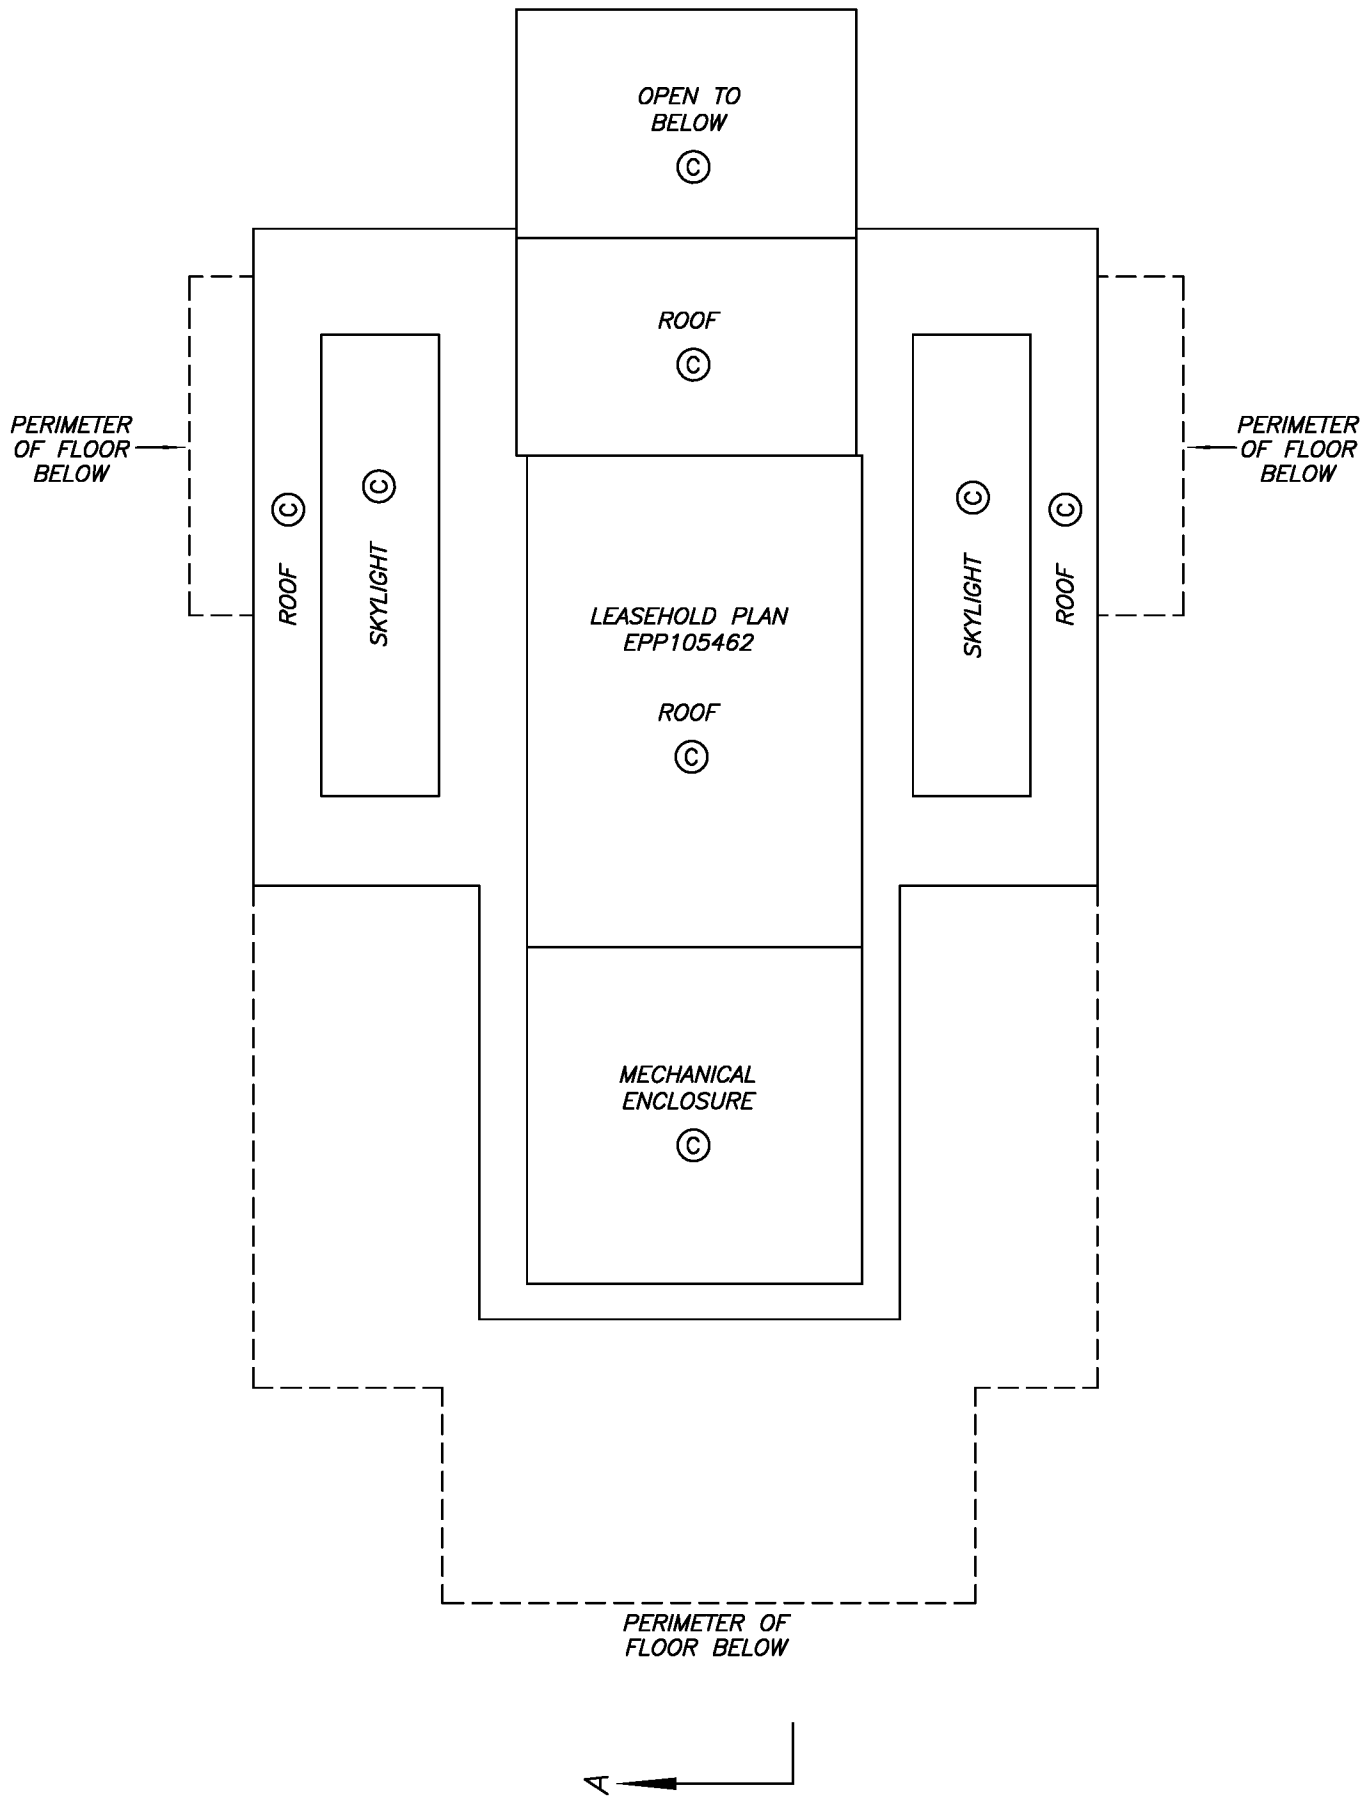 OPEN TO
BELOW
©
ROOF
©
PERIMETER
OF FLOOR
BELOW
PERIMETER
OF FLOOR
BELOW
ROOF ©
SKYLIGHT ©
SKYLIGHT ©
ROOF ©
LEASEHOLD PLAN
EPP105462
ROOF
©
MECHANICAL
ENCLOSURE
©
PERIMETER OF
FLOOR BELOW
A